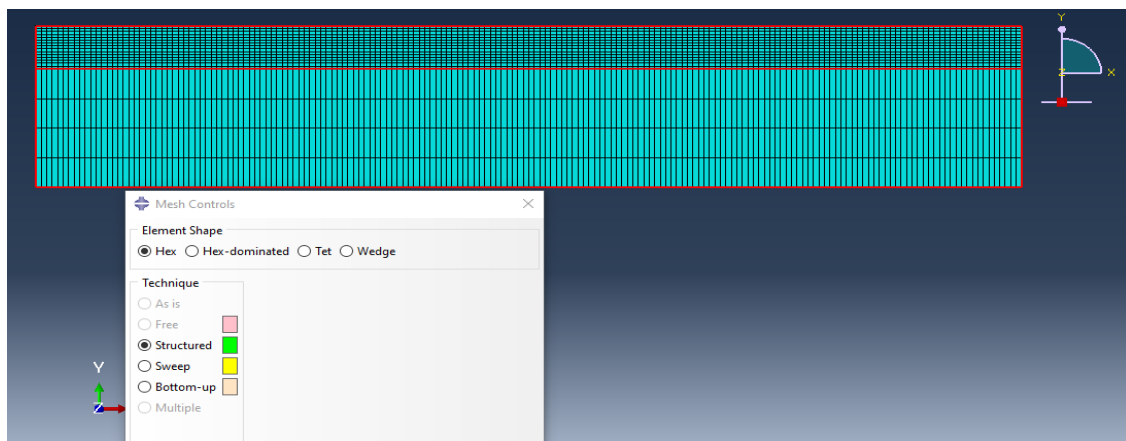 Y
Z X
Mesh Controls
Element Shape
Hex Hex-dominated Tet Wedge
Technique
As is
Free
Structured
Sweep
Bottom-up
Multiple
Y
Z